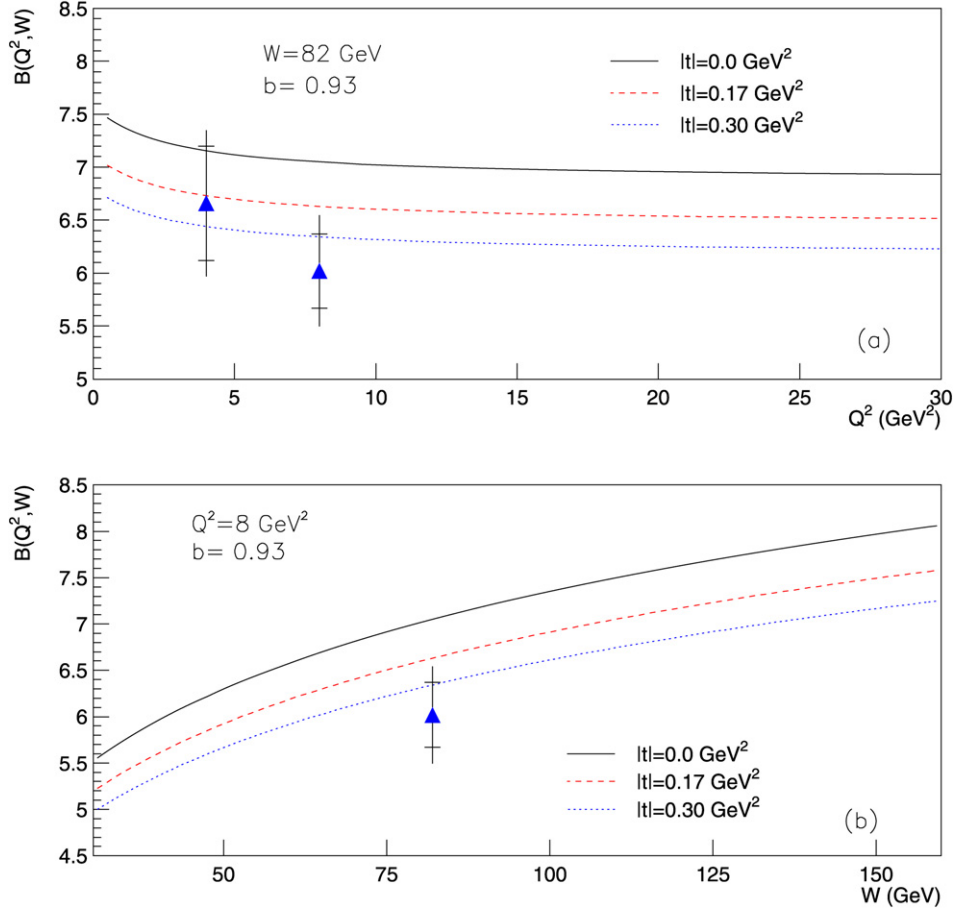 B(Q²,W)
8.5
8
7.5
7
6.5
6
5.5
5
W=82 GeV
b= 0.93
|t|=0.0 GeV²
|t|=0.17 GeV²
|t|=0.30 GeV²
(a)
0 5 10 15 20 25 30
Q² (GeV²)
B(Q²,W)
8.5
8
7.5
7
6.5
6
5.5
5
4.5
Q²=8 GeV²
b= 0.93
|t|=0.0 GeV²
|t|=0.17 GeV²
|t|=0.30 GeV²
(b)
50 75 100 125 150
W (GeV)